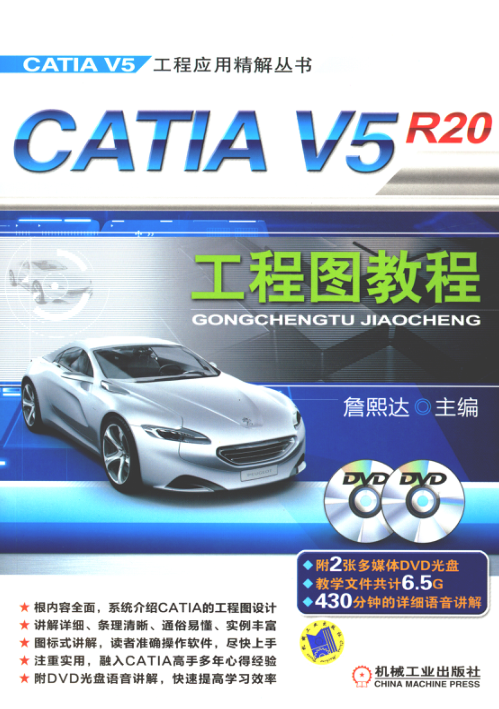 CATIA V5 工程应用精解丛书
CATIA V5 R20
工程图教程
GONGCHENGTU JIAOCHENG
詹熙达◎主编
DVD DVD
◆附2张多媒体DVD光盘
◆教学文件共计6.5G
◆430分钟的详细语音讲解
★根内容全面，系统介绍CATIA的工程图设计
★讲解详细、条理清晰、通俗易懂、实例丰富
★图标式讲解，读者准确操作软件，尽快上手
★注重实用，融入CATIA高手多年心得经验
★附DVD光盘语音讲解，快速提高学习效率
机械工业出版社
CHINA MACHINE PRESS